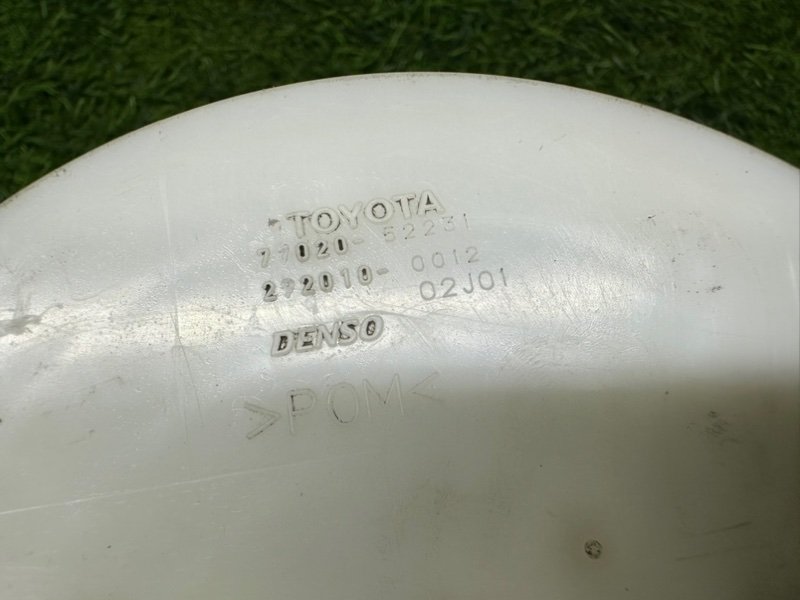 TOYOTA
77020-52231
292010-0012
02J01
DENSO
>POM<